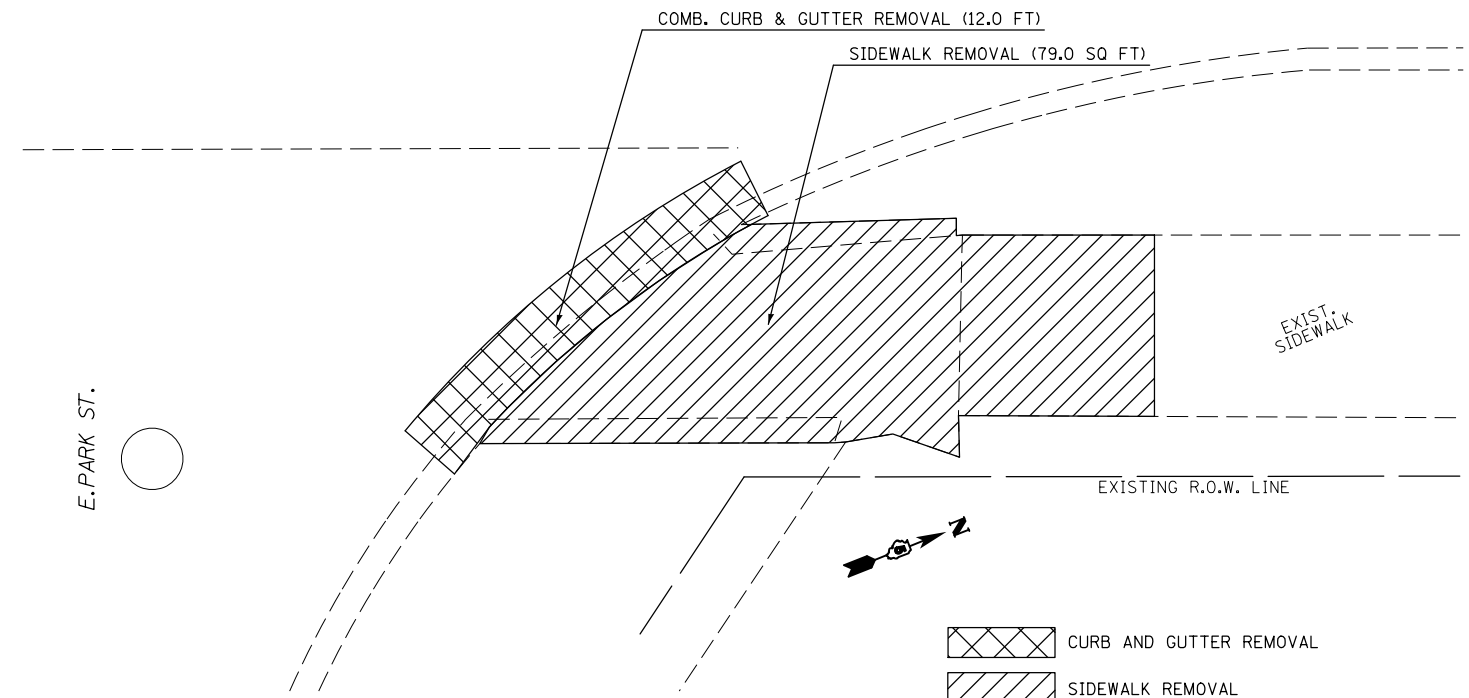 COMB. CURB & GUTTER REMOVAL (12.0 FT)
SIDEWALK REMOVAL (79.0 SQ FT)
EXIST.
SIDEWALK
E.PARK ST.
EXISTING R.O.W. LINE
N
CURB AND GUTTER REMOVAL
SIDEWALK REMOVAL